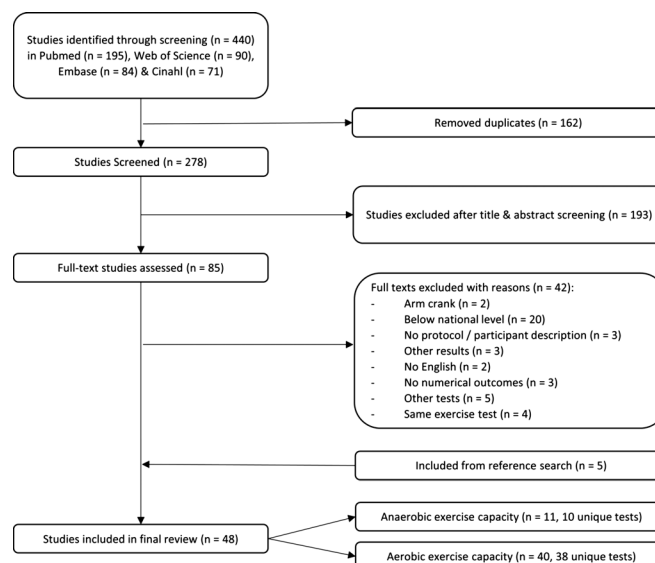 Studies identified through screening (n = 440)
in Pubmed (n = 195), Web of Science (n = 90),
Embase (n = 84) & Cinahl (n = 71)
Removed duplicates (n = 162)
Studies Screened (n = 278)
Studies excluded after title & abstract screening (n = 193)
Full-text studies assessed (n = 85)
Full texts excluded with reasons (n = 42):
- Arm crank (n = 2)
- Below national level (n = 20)
- No protocol / participant description (n = 3)
- Other results (n = 3)
- No English (n = 2)
- No numerical outcomes (n = 3)
- Other tests (n = 5)
- Same exercise test (n = 4)
Included from reference search (n = 5)
Anaerobic exercise capacity (n = 11, 10 unique tests)
Studies included in final review (n = 48)
Aerobic exercise capacity (n = 40, 38 unique tests)